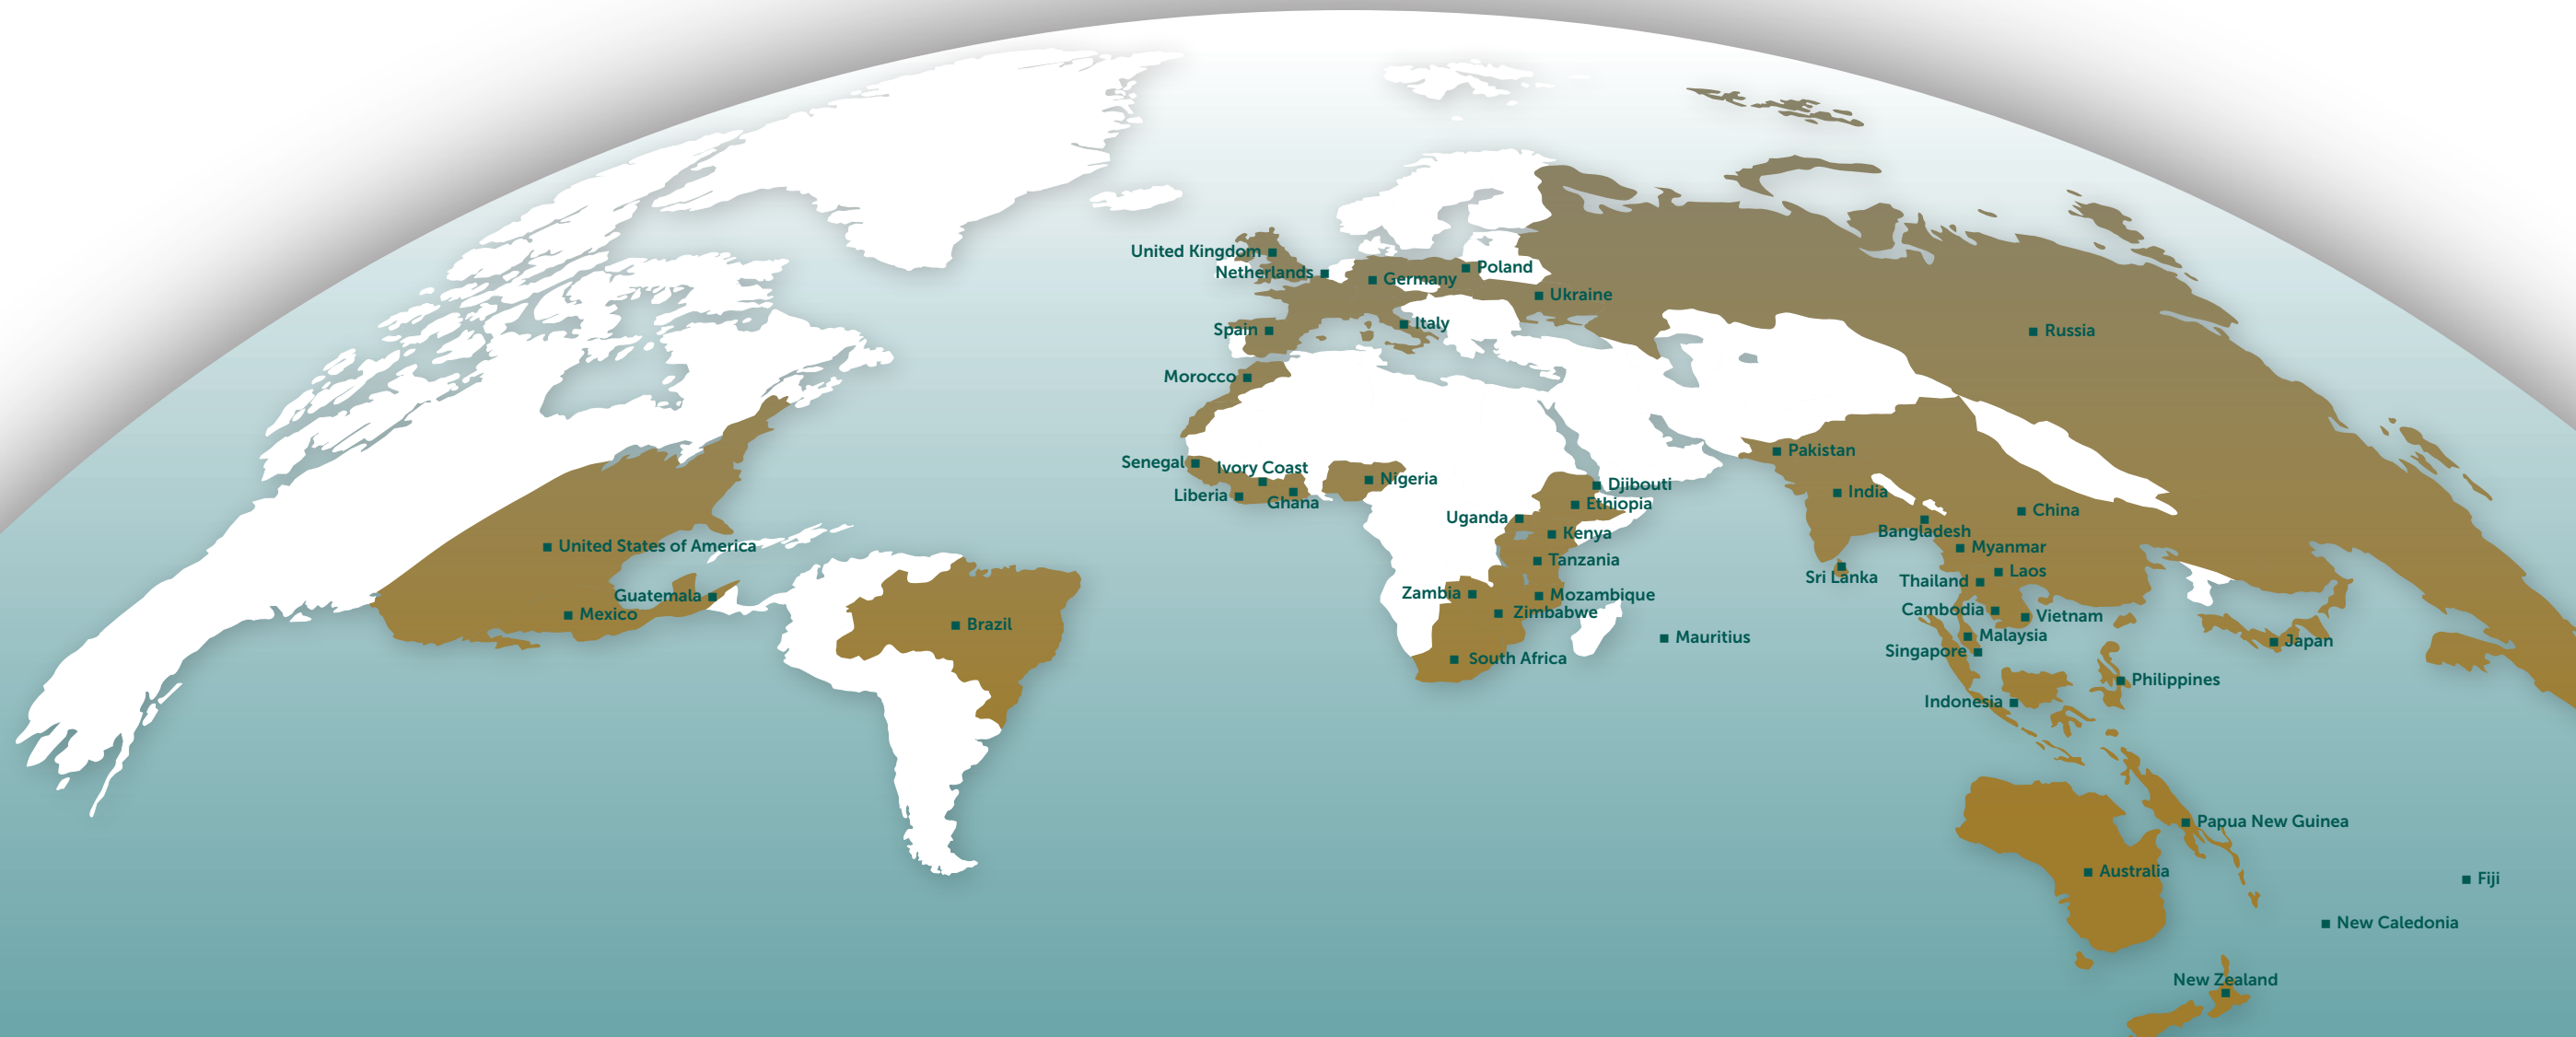 United Kingdom
Netherlands
Germany
Poland
Ukraine
Spain
Italy
Russia
Morocco
Senegal
Ivory Coast
Liberia
Ghana
Nigeria
Djibouti
Ethiopia
Uganda
Kenya
Tanzania
Zambia
Mozambique
Zimbabwe
South Africa
Mauritius
Pakistan
India
China
Bangladesh
Myanmar
Sri Lanka
Thailand
Laos
Cambodia
Vietnam
Malaysia
Singapore
Japan
Philippines
Indonesia
United States of America
Guatemala
Mexico
Brazil
Papua New Guinea
Australia
Fiji
New Caledonia
New Zealand